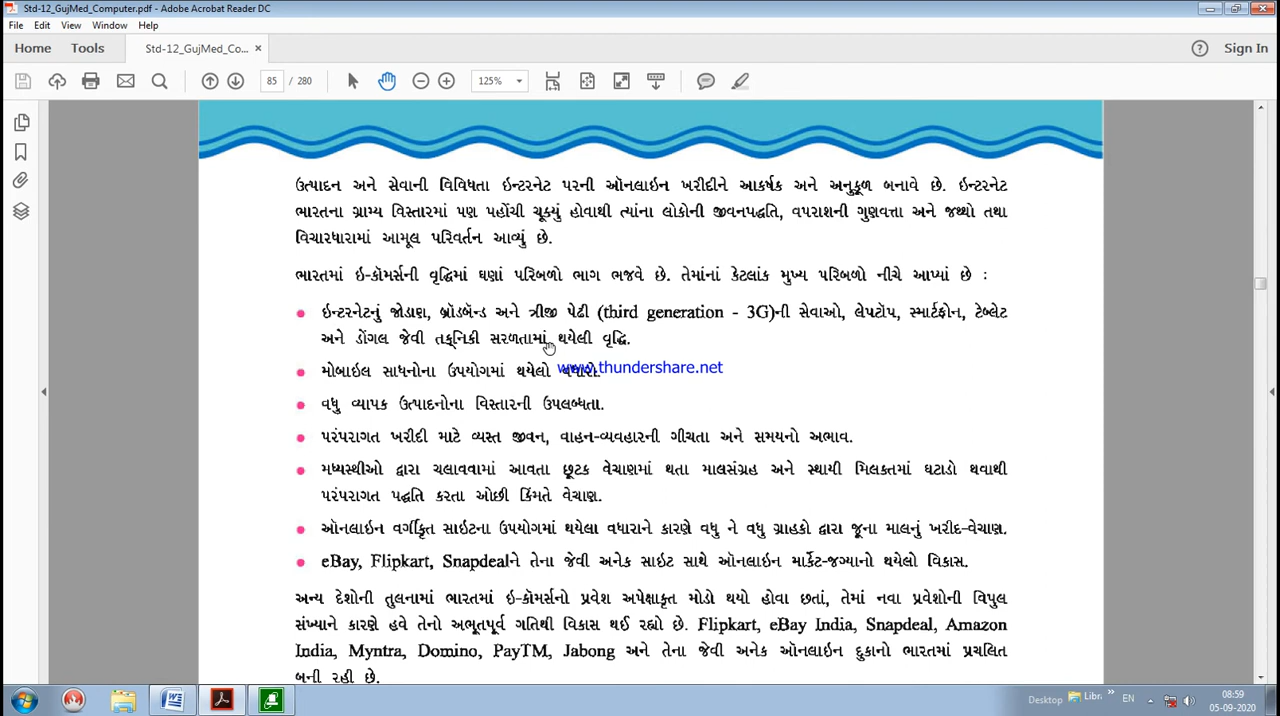 Std-12_GujMed_Computer.pdf - Adobe Acrobat Reader DC
File Edit View Window Help
Home Tools Std-12_GujMed_Co... × Sign In
85 / 280 125%
ઉત્પાદન અને સેવાની વિવિધતા ઇન્ટરનેટ પરની ઑનલાઇન ખરીદીને આકર્ષક અને અનુકૂળ બનાવે છે. ઇન્ટરનેટ
ભારતના ગ્રામ્ય વિસ્તારમાં પણ પહોંચી ચૂક્યું હોવાથી ત્યાંના લોકોની જીવનપદ્ધતિ, વપરાશની ગુણવત્તા અને જથ્થો તથા
વિચારધારામાં આમૂલ પરિવર્તન આવ્યું છે.
ભારતમાં ઇ-કૉમર્સની વૃદ્ધિમાં ઘણાં પરિબળો ભાગ ભજવે છે. તેમાંનાં કેટલાંક મુખ્ય પરિબળો નીચે આપ્યાં છે :
● ઇન્ટરનેટનું જોડાણ, બ્રૉડબૅન્ડ અને ત્રીજી પેઢી (third generation - 3G)ની સેવાઓ, લેપટૉપ, સ્માર્ટફોન, ટેબ્લેટ
અને ડોંગલ જેવી તક્નિકી સરળતામાં થયેલી વૃદ્ધિ.
● મોબાઇલ સાધનોના ઉપયોગમાં થયેલો વધારો.
www.thundershare.net
● વધુ વ્યાપક ઉત્પાદનોના વિસ્તારની ઉપલબ્ધતા.
● પરંપરાગત ખરીદી માટે વ્યસ્ત જીવન, વાહન-વ્યવહારની ગીચતા અને સમયનો અભાવ.
● મધ્યસ્થીઓ દ્વારા ચલાવવામાં આવતા છૂટક વેચાણમાં થતા માલસંગ્રહ અને સ્થાયી મિલકતમાં ઘટાડો થવાથી
પરંપરાગત પદ્ધતિ કરતા ઓછી કિંમતે વેચાણ.
● ઑનલાઇન વર્ગીકૃત સાઇટના ઉપયોગમાં થયેલા વધારાને કારણે વધુ ને વધુ ગ્રાહકો દ્વારા જૂના માલનું ખરીદ-વેચાણ.
● eBay, Flipkart, Snapdealને તેના જેવી અનેક સાઇટ સાથે ઑનલાઇન માર્કેટ-જગ્યાનો થયેલો વિકાસ.
અન્ય દેશોની તુલનામાં ભારતમાં ઇ-કૉમર્સનો પ્રવેશ અપેક્ષાકૃત મોડો થયો હોવા છતાં, તેમાં નવા પ્રવેશોની વિપુલ
સંખ્યાને કારણે હવે તેનો અભૂતપૂર્વ ગતિથી વિકાસ થઈ રહ્યો છે. Flipkart, eBay India, Snapdeal, Amazon
India, Myntra, Domino, PayTM, Jabong અને તેના જેવી અનેક ઑનલાઇન દુકાનો ભારતમાં પ્રચલિત
બની રહી છે.
Desktop Libr » EN 08:59
05-09-2020